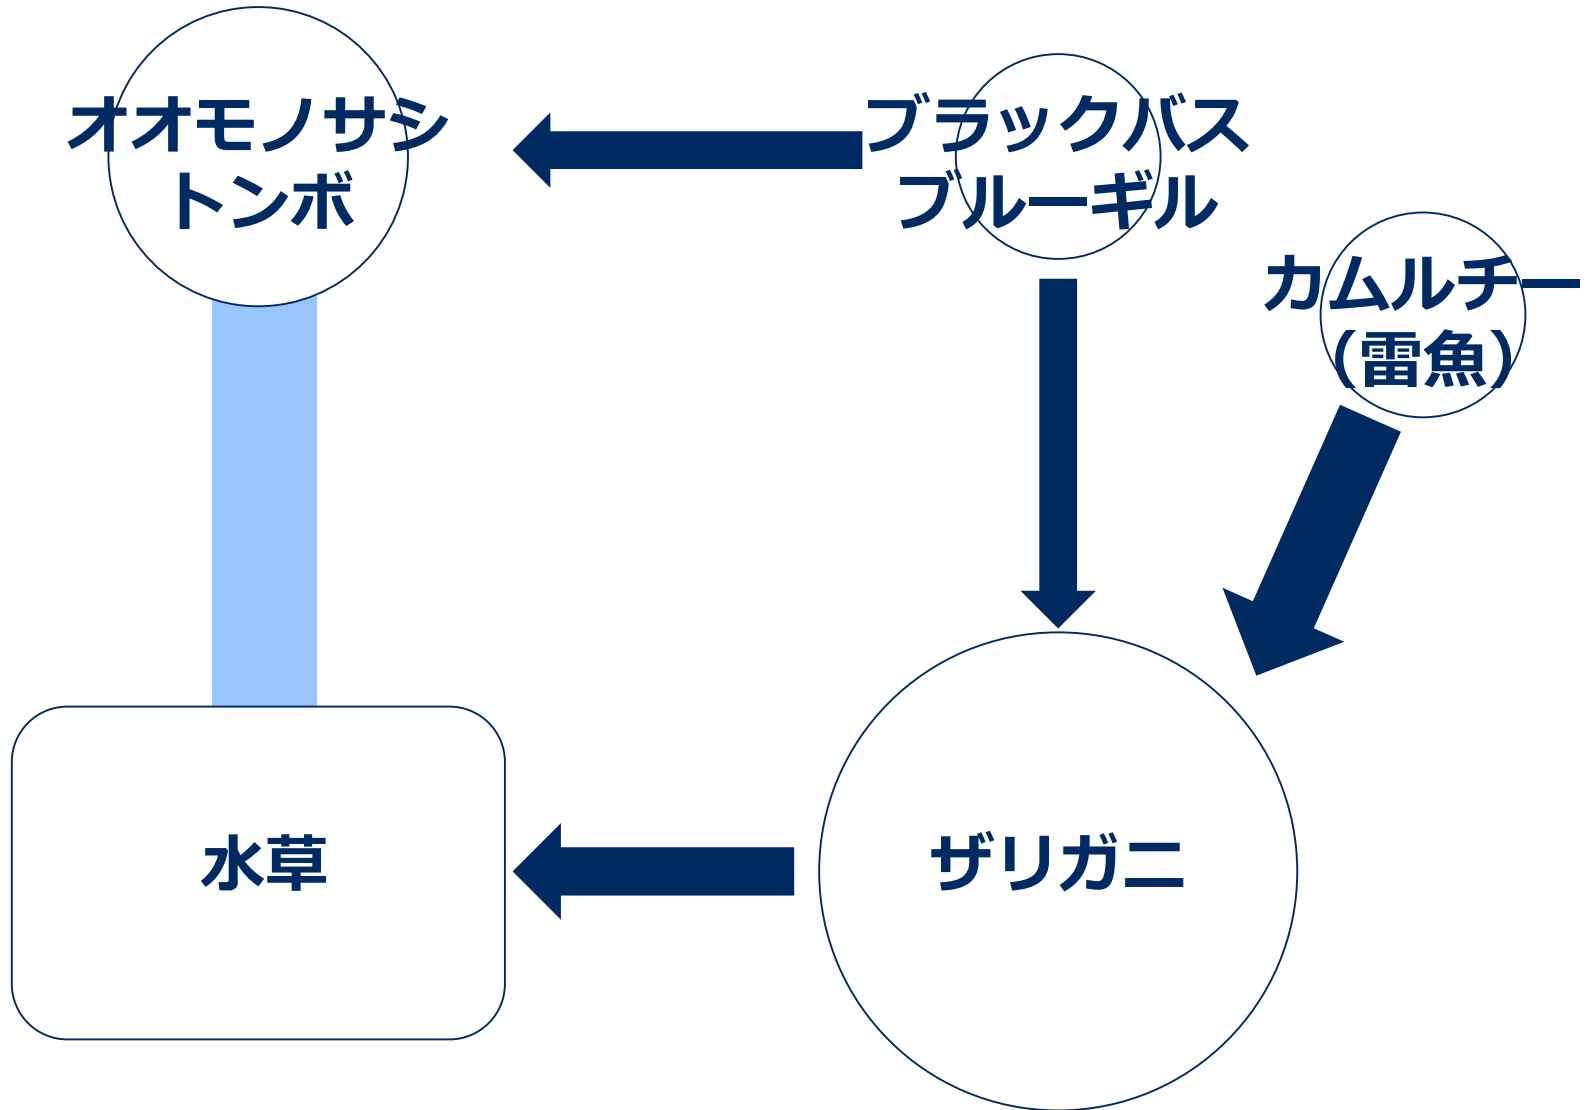 オオモノサシ
トンボ
ブラックバス
ブルーギル
カムルチー
（雷魚）
水草
ザリガニ